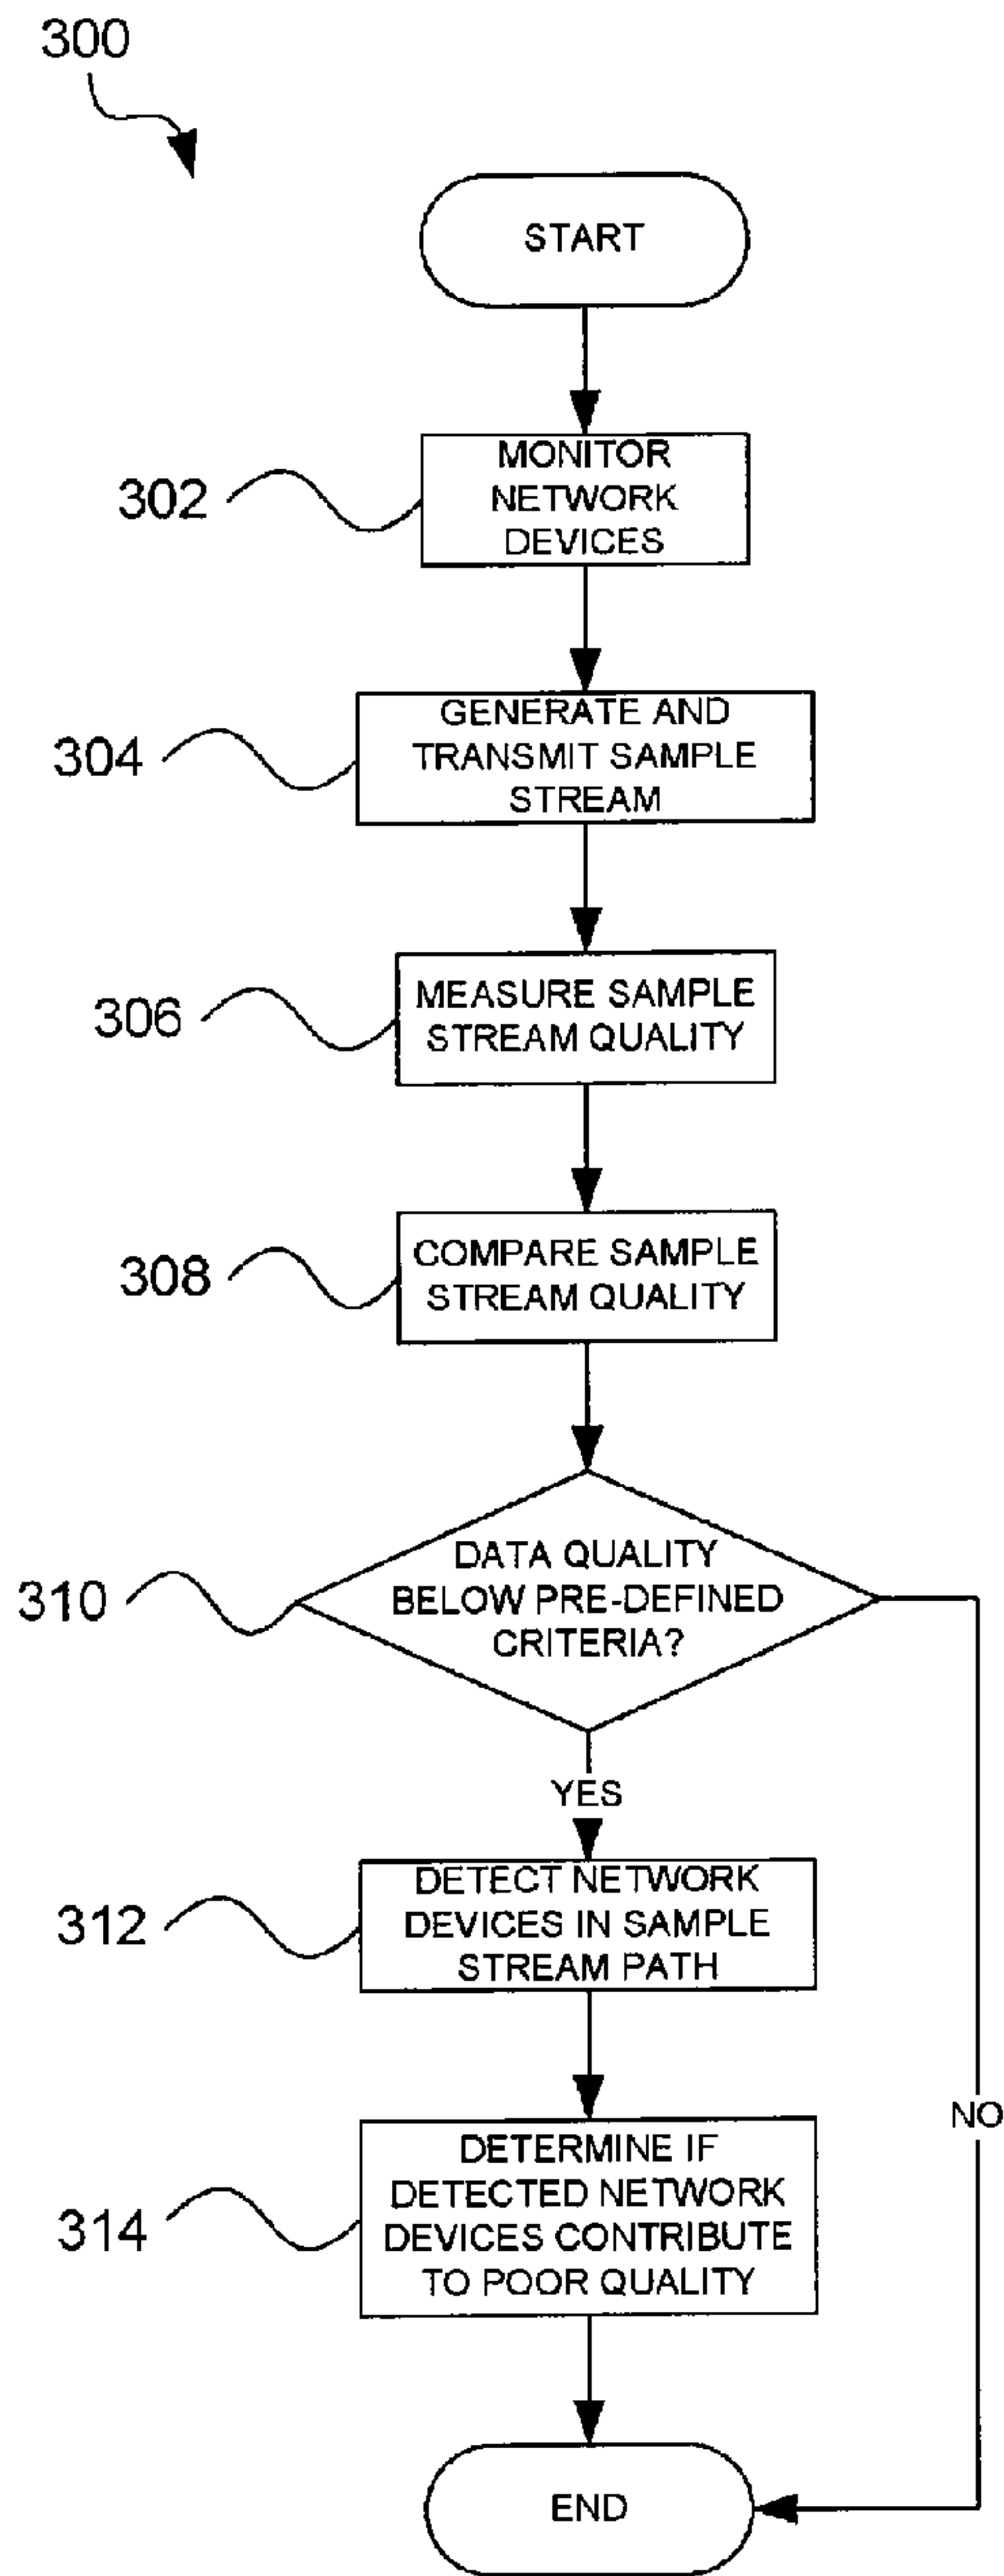 300
START
302
MONITOR
NETWORK
DEVICES
304
GENERATE AND
TRANSMIT SAMPLE
STREAM
306
MEASURE SAMPLE
STREAM QUALITY
308
COMPARE SAMPLE
STREAM QUALITY
310
DATA QUALITY
BELOW PRE-DEFINED
CRITERIA?
YES
312
DETECT NETWORK
DEVICES IN SAMPLE
STREAM PATH
NO
314
DETERMINE IF
DETECTED NETWORK
DEVICES CONTRIBUTE
TO POOR QUALITY
END